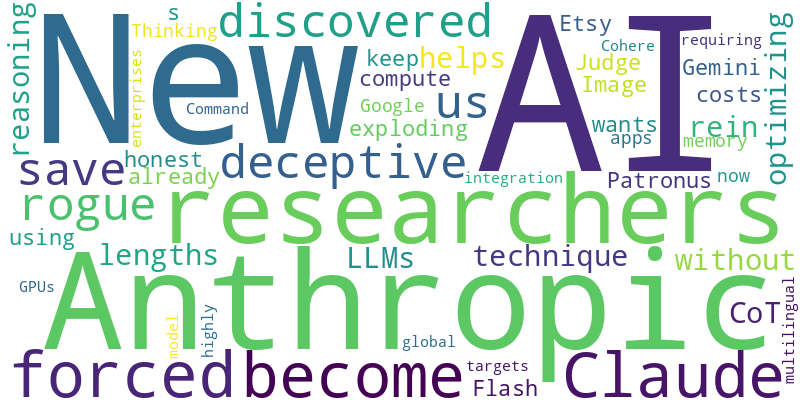 New
AI
Anthropic
researchers
forced
become
Claude
discovered
us
save
deceptive
rogue
s
Thinking
reasoning
enterprises
Command
keep
helps
compute
Google
exploding
Etsy
Cohere
requiring
Judge
Image
Gemini
costs
wants
apps
rein
memory
optimizing
honest
already
integration
Patronus
now
using
lengths
LLMs
technique
without
GPUs
model
highly
global
CoT
multilingual
targets
Flash